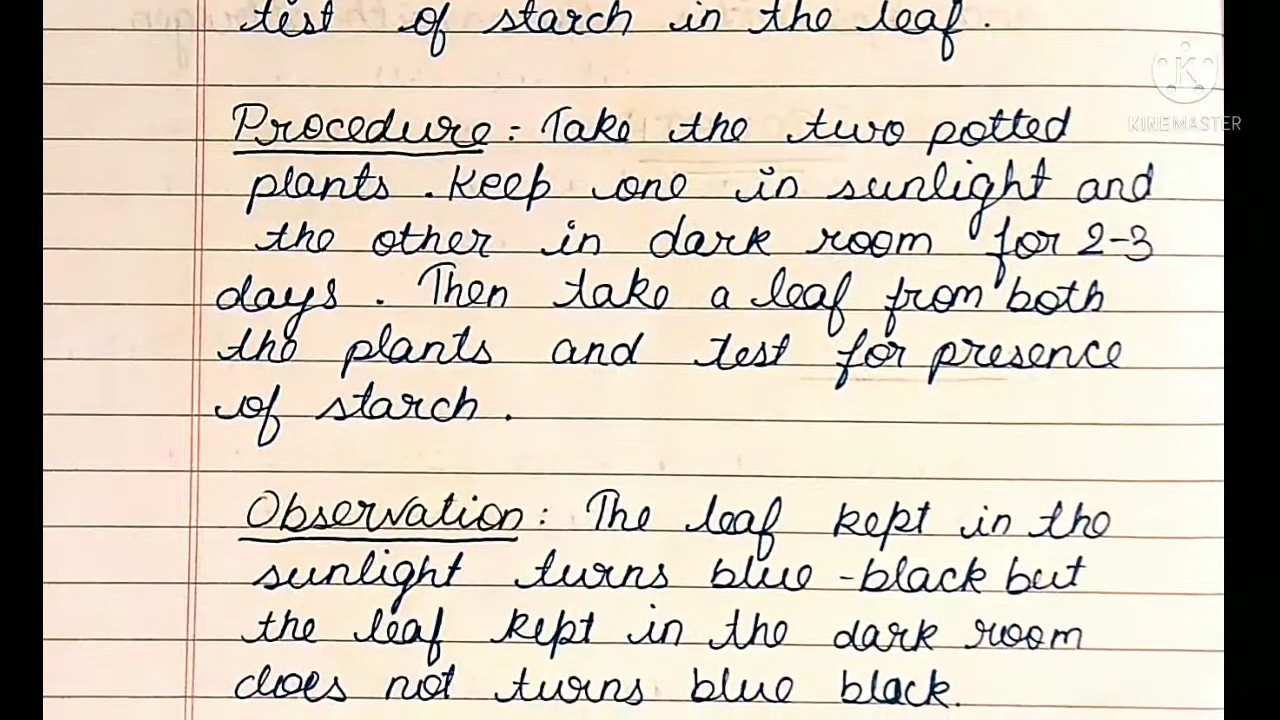 test of starch in the leaf.
K
KINEMASTER
Procedure: Take the two potted
plants. Keep one in sunlight and
the other in dark room for 2-3
days. Then take a leaf from both
the plants and test for presence
of starch.
Observation: The leaf kept in the
sunlight turns blue-black but
the leaf kept in the dark room
does not turns blue black.